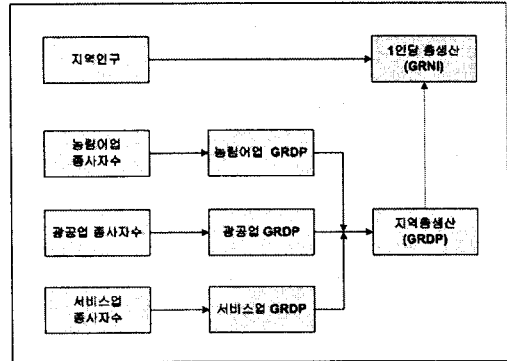 지역인구
1인당 총생산
(GRNI)
농림어업
종사자수
농림어업 GRDP
광공업 종사자수
광공업 GRDP
지역총생산
(GRDP)
서비스업
종사자수
서비스업 GRDP